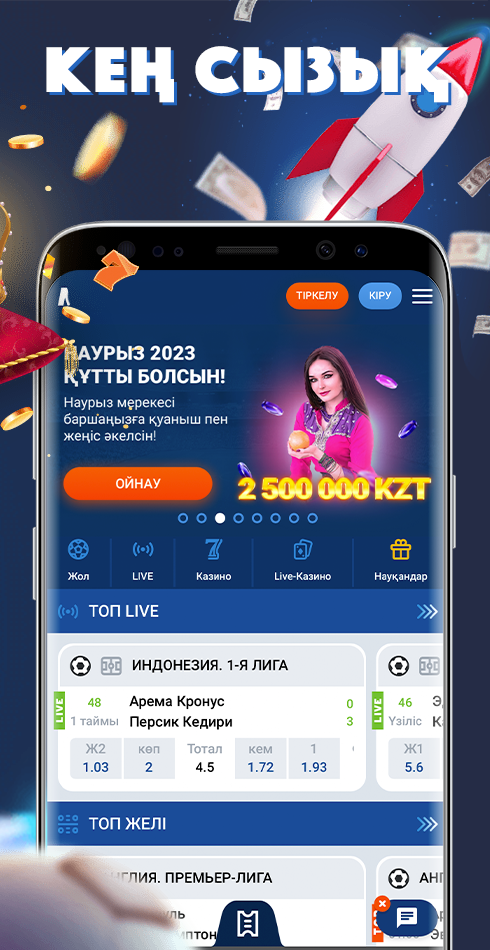 КЕҢ СЫЗЫҚ
ТІРКЕЛУ
КІРУ
НАУРЫЗ 2023
ҚҰТТЫ БОЛСЫН!
Наурыз мерекесі
баршаңызға қуаныш пен
жеңіс әкелсін!
ОЙНАУ
2 500 000 KZT
Жол
LIVE
Казино
Live-Казино
Науқандар
ТОП LIVE
ИНДОНЕЗИЯ. 1-Я ЛИГА
LIVE
48
Арема Кронус
0
1 таймы
Персик Кедири
3
Ж2
көп
Тотал
кем
1
1.03
2
4.5
1.72
1.93
LIVE
46
Үзіліс
Ж1
5.6
ТОП ЖЕЛІ
АНГЛИЯ. ПРЕМЬЕР-ЛИГА
АНГ